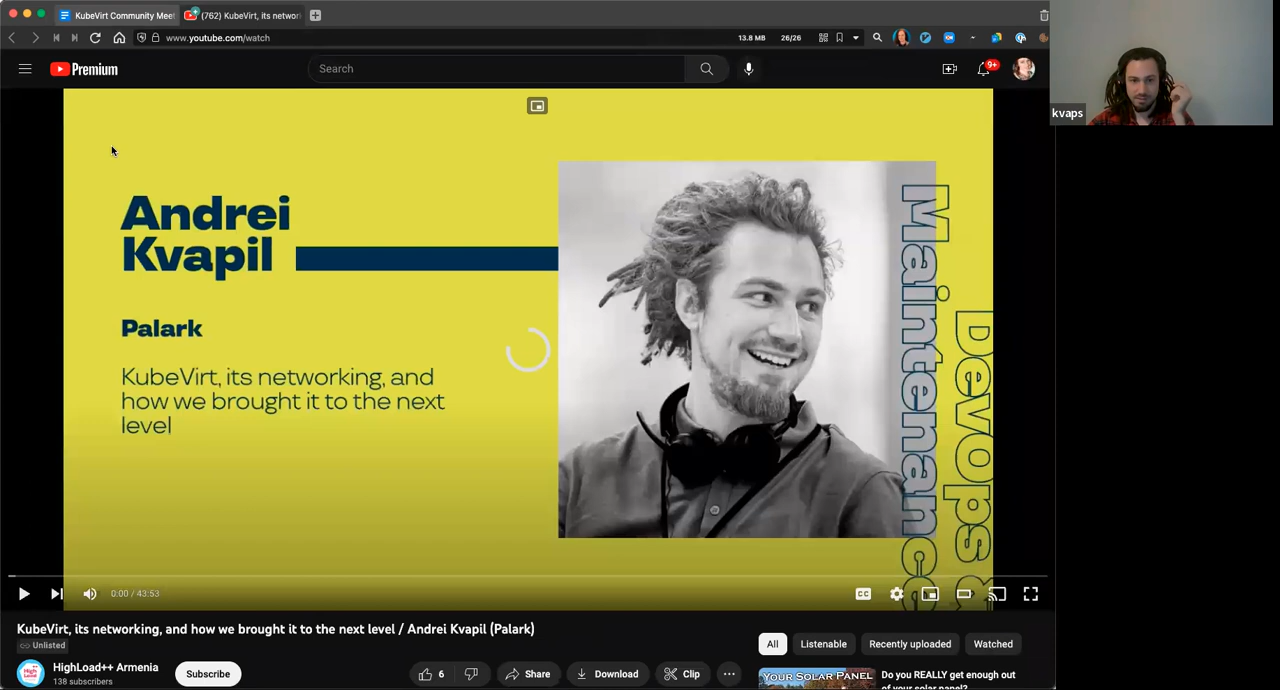 KubeVirt Community Meet
(762) KubeVirt, its networ
www.youtube.com/watch
13.8 MB
26/26
Premium
Search
9+
kvaps
Andrei
Kvapil
Palark
KubeVirt, its networking, and
how we brought it to the next
level
Maintenance
Devops &
0:00 / 43:53
CC
KubeVirt, its networking, and how we brought it to the next level / Andrei Kvapil (Palark)
Unlisted
HighLoad++ Armenia
138 subscribers
Subscribe
6
Share
Download
Clip
All
Listenable
Recently uploaded
Watched
YOUR SOLAR PANEL
Do you REALLY get enough out
of your solar panel?